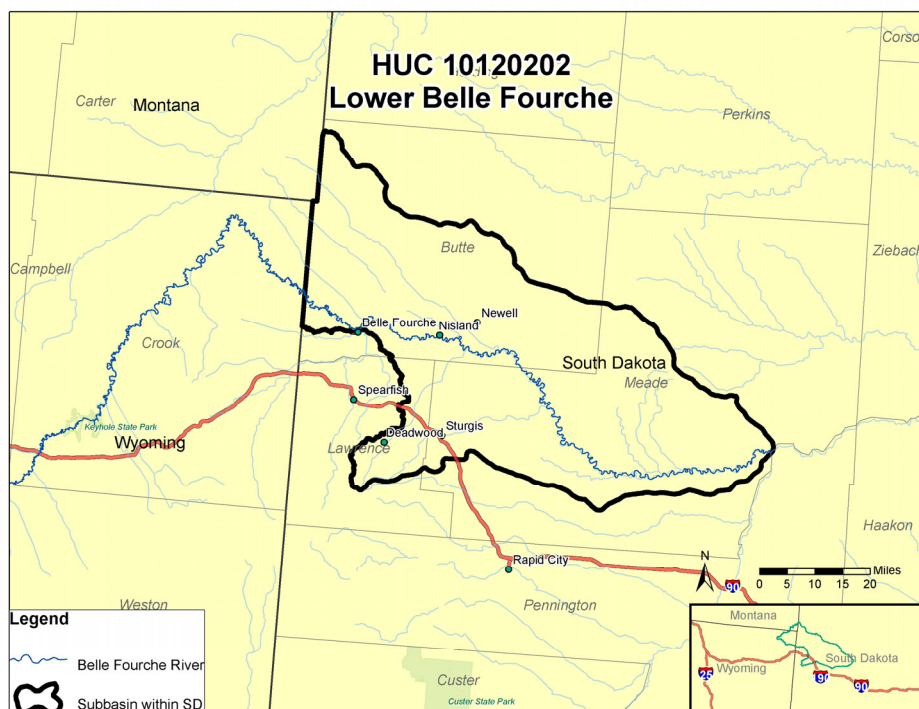 HUC 10120202
Lower Belle Fourche
Corso
Carter
Montana
Perkins
Butte
Ziebach
Campbell
Belle Fourche
Nisland
Newell
Crook
South Dakota
Meade
Spearfish
Keyhole State Park
Wyoming
Deadwood
Sturgis
Lawrence
Haakon
Rapid City
N
Miles
0 5 10 15 20
90
Weston
Pennington
Legend
Belle Fourche River
Subbasin within SD
Custer
Custer State Park
Montana
South Dakota
Wyoming
25
190
90